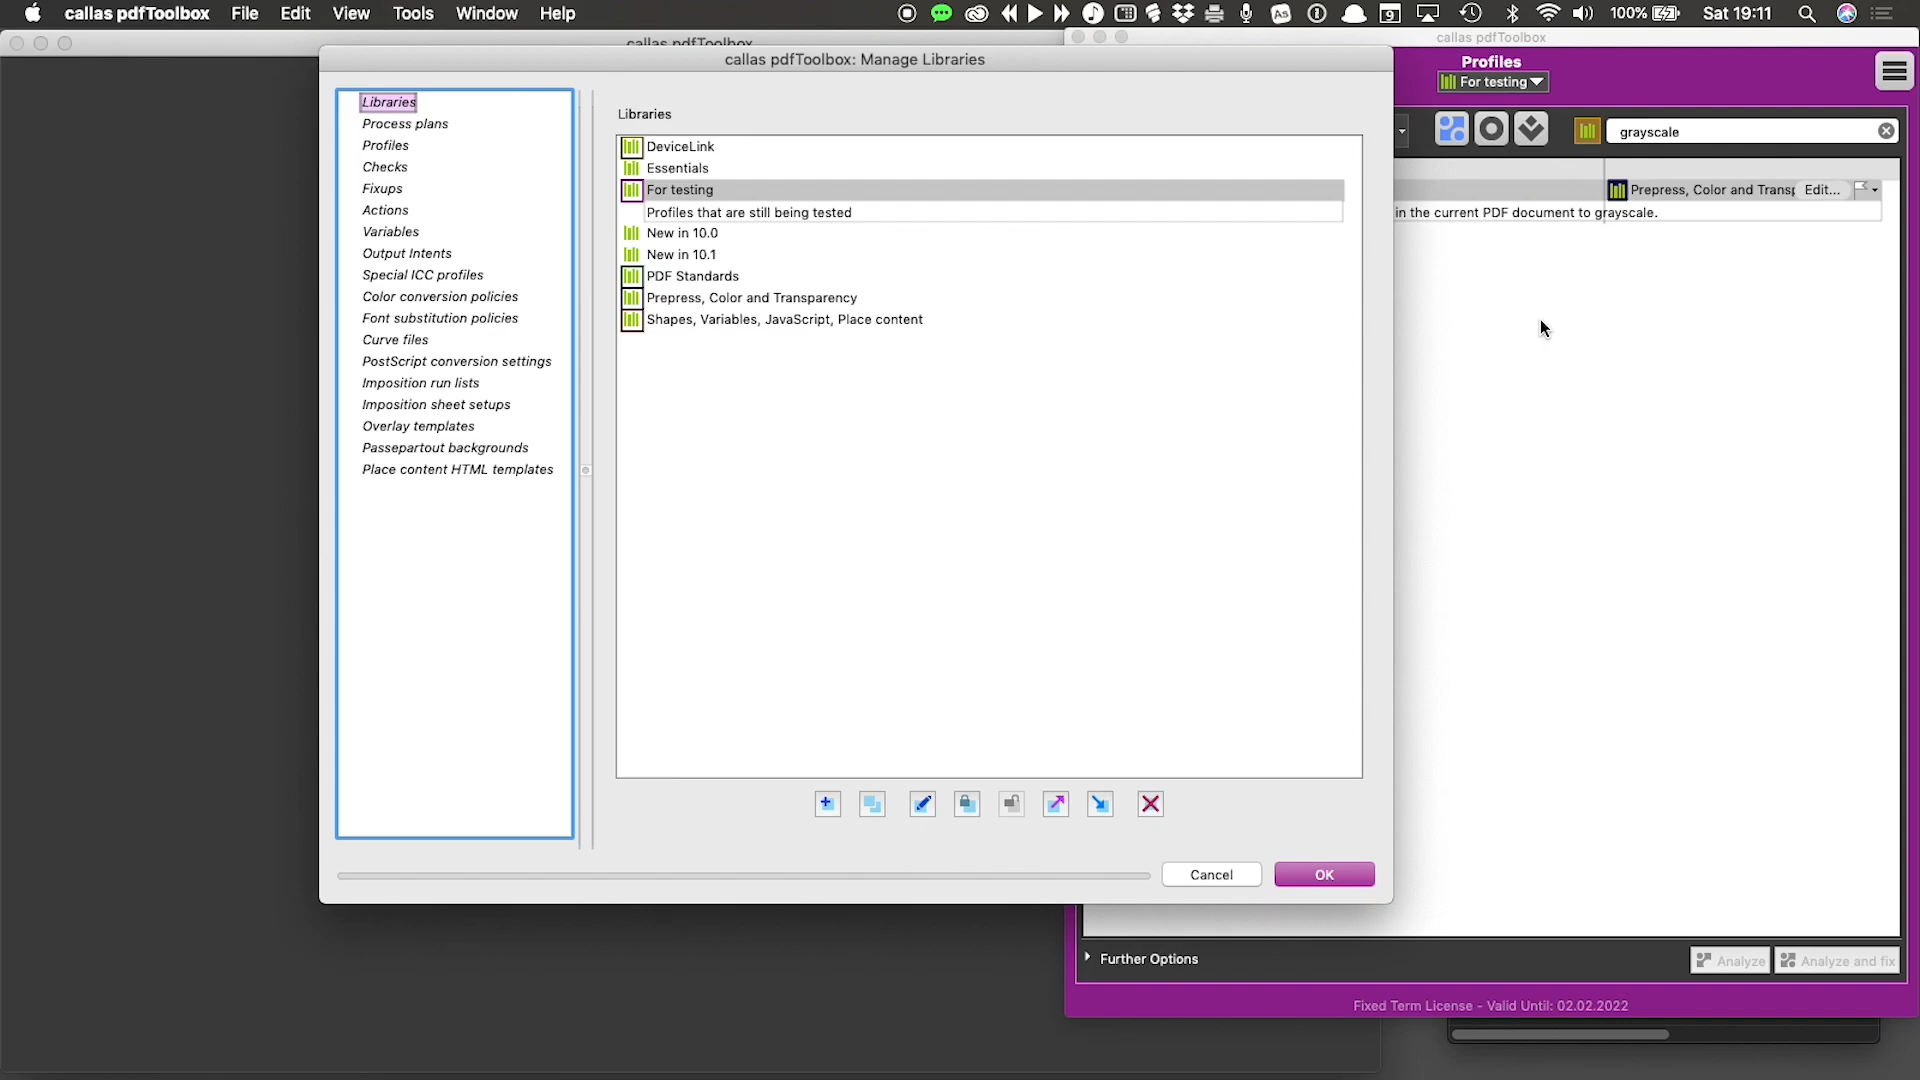 callas pdfToolbox File Edit View Tools Window Help 9 100% Sat 19:11
callas pdfToolbox
callas pdfToolbox
callas pdfToolbox: Manage Libraries
Profiles
For testing
Libraries
Process plans
Profiles
Checks
Fixups
Actions
Variables
Output Intents
Special ICC profiles
Color conversion policies
Font substitution policies
Curve files
PostScript conversion settings
Imposition run lists
Imposition sheet setups
Overlay templates
Passepartout backgrounds
Place content HTML templates
Libraries
DeviceLink
Essentials
For testing
Profiles that are still being tested
New in 10.0
New in 10.1
PDF Standards
Prepress, Color and Transparency
Shapes, Variables, JavaScript, Place content
Cancel OK
grayscale
Prepress, Color and Transp Edit...
in the current PDF document to grayscale.
Further Options
Analyze Analyze and fix
Fixed Term License - Valid Until: 02.02.2022